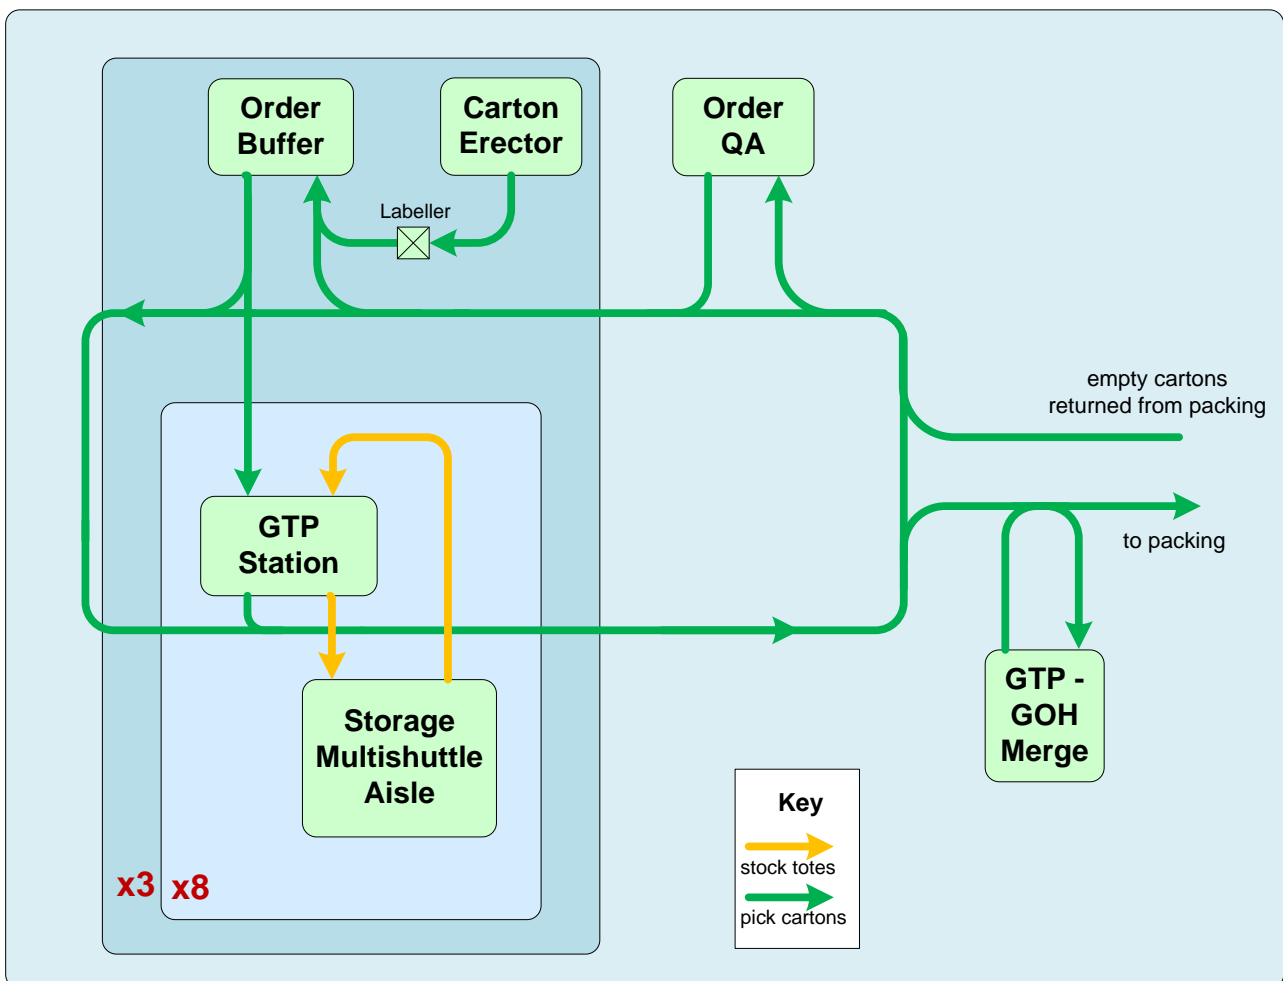 Order
Buffer
Carton
Erector
Order
QA
Labeller
empty cartons
returned from packing
GTP
Station
to packing
Storage
Multishuttle
Aisle
GTP -
GOH
Merge
Key
stock totes
pick cartons
x3
x8